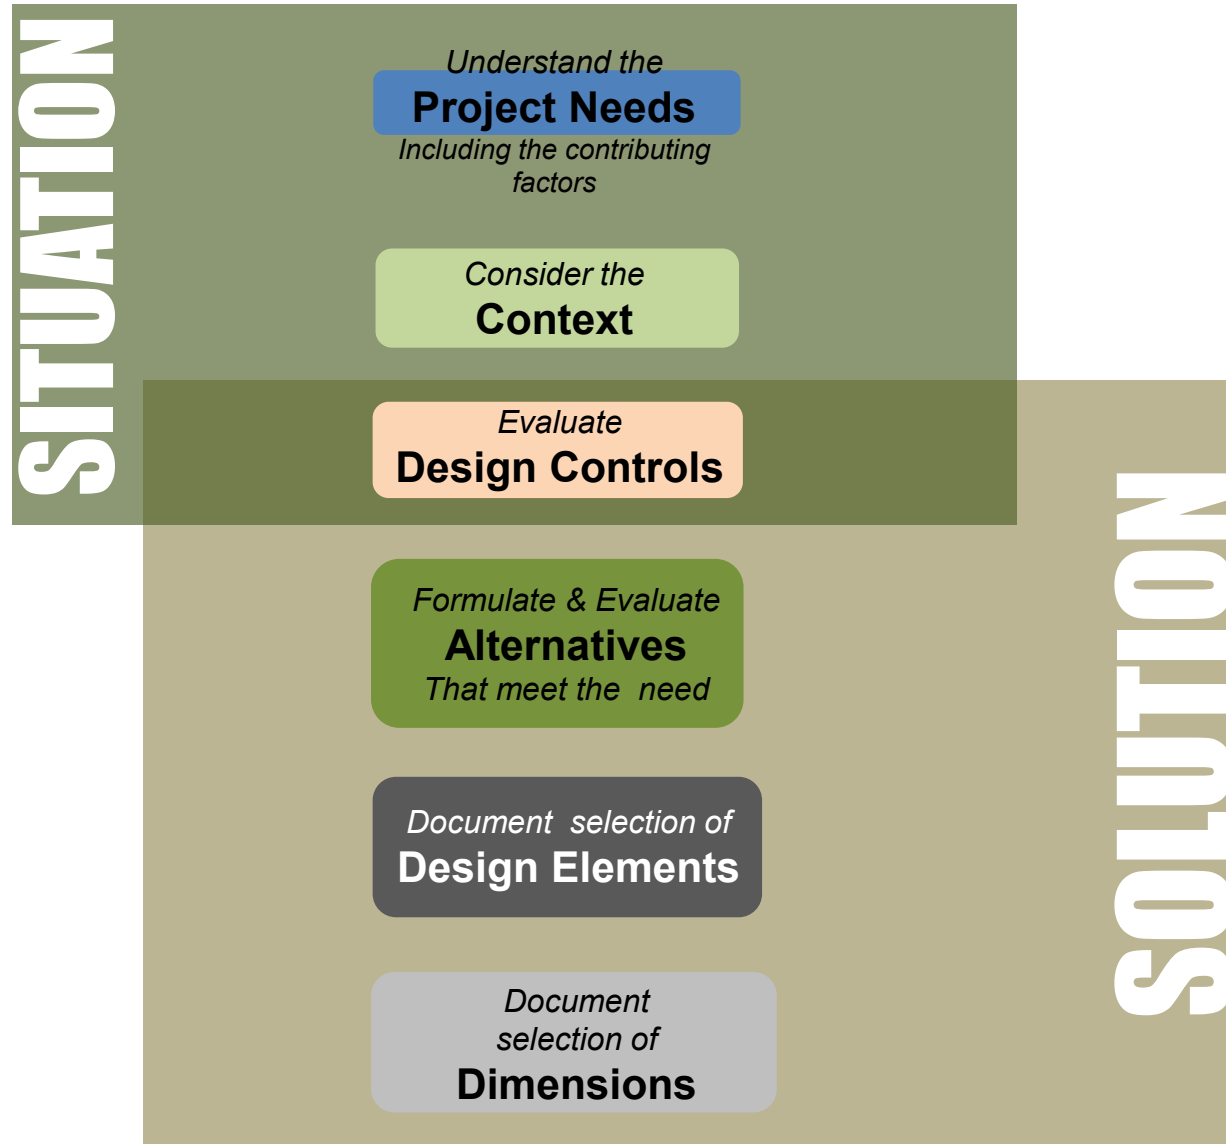 SITUATION
Understand the
Project Needs
Including the contributing
factors
Consider the
Context
Evaluate
Design Controls
Formulate & Evaluate
Alternatives
That meet the need
Document selection of
Design Elements
Document
selection of
Dimensions
SOLUTION